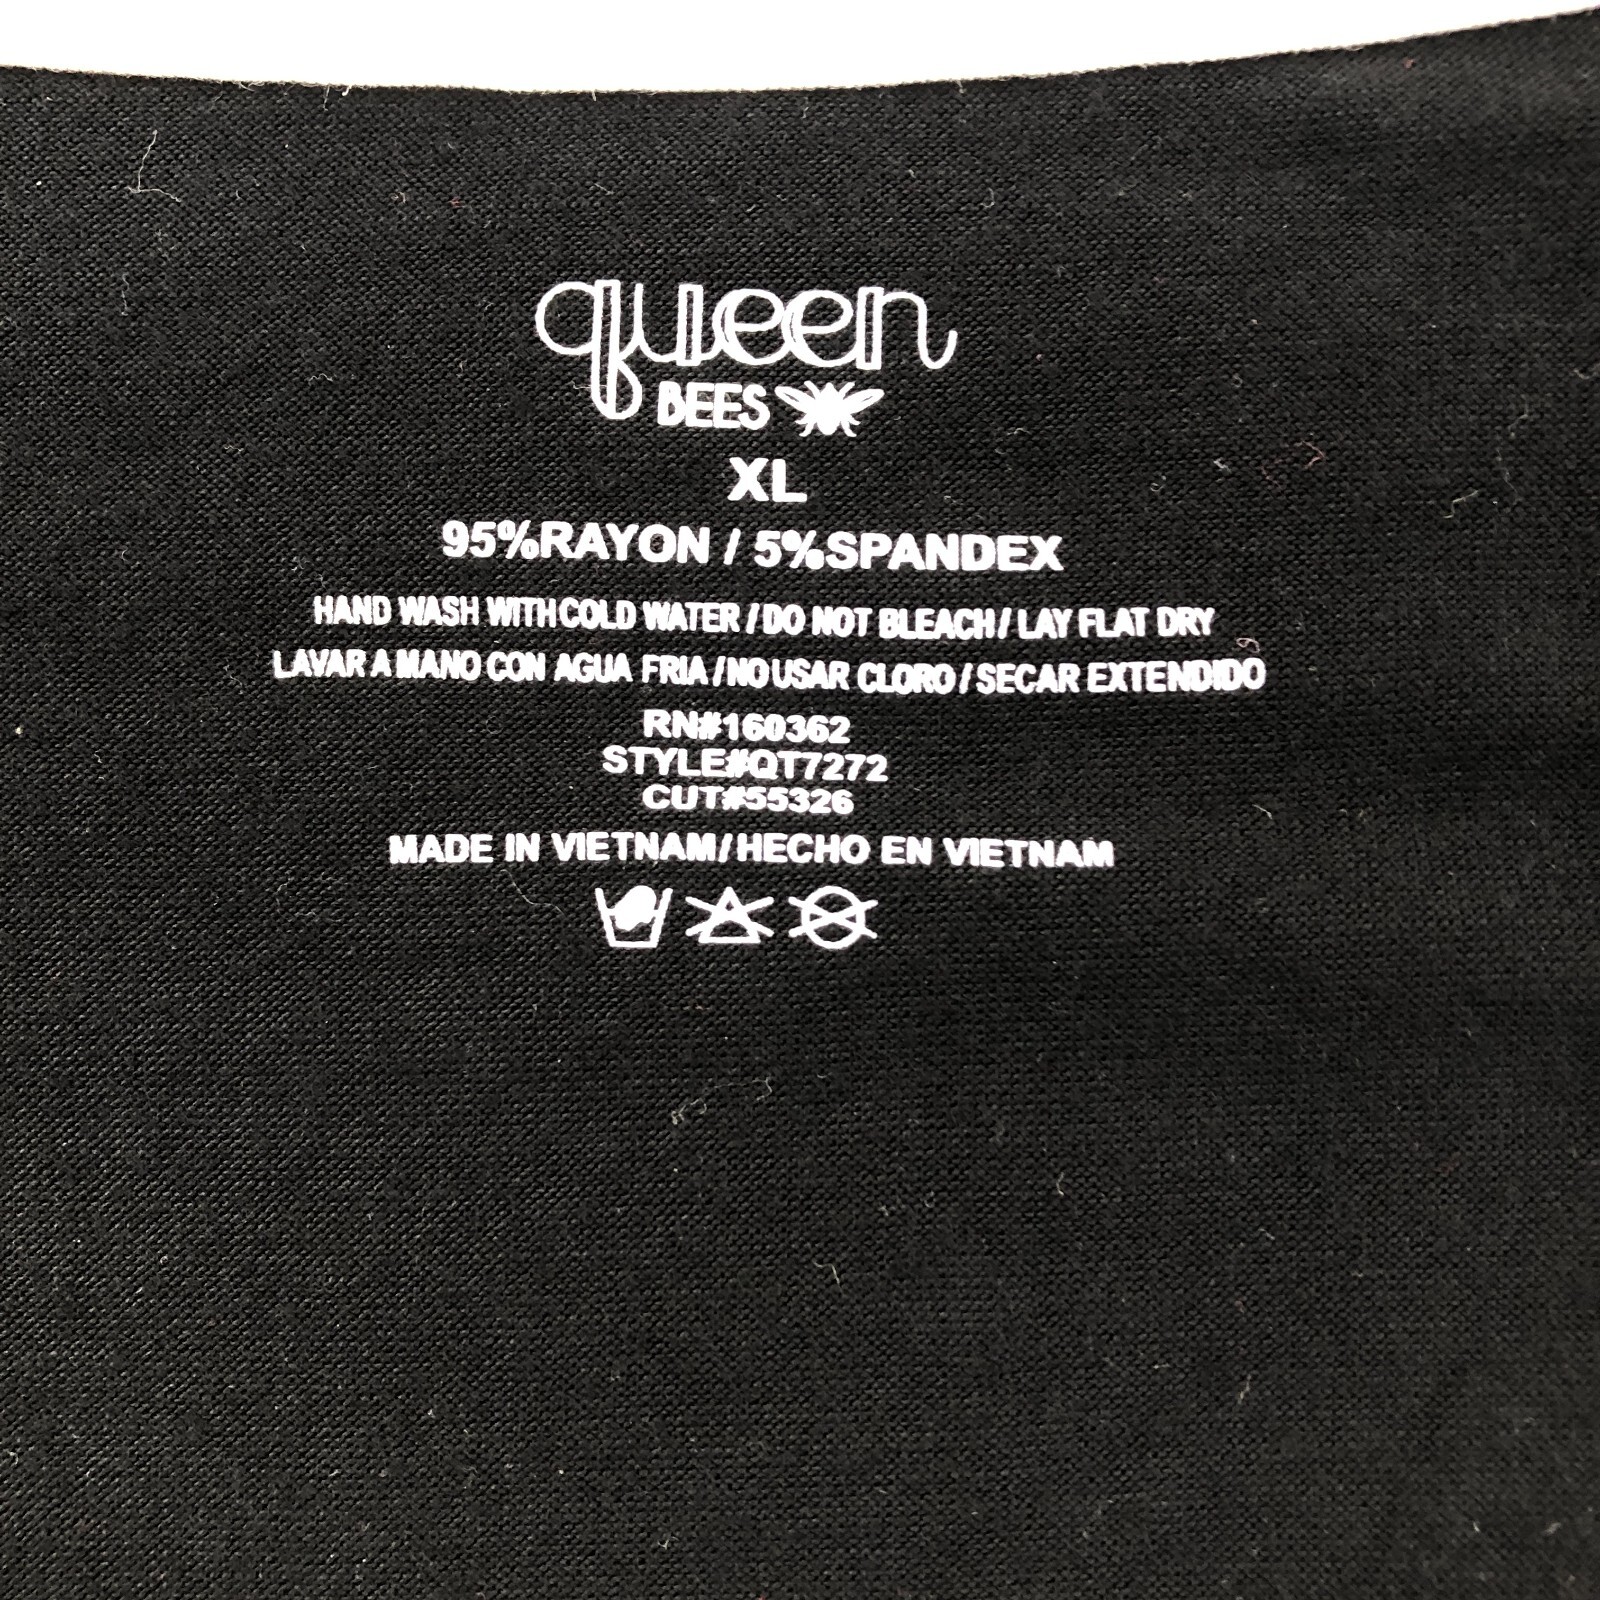 queen
BEES
XL
95%RAYON / 5%SPANDEX
HAND WASH WITH COLD WATER / DO NOT BLEACH / LAY FLAT DRY
LAVAR A MANO CON AGUA FRIA / NO USAR CLORO / SECAR EXTENDIDO
RN#160362
STYLE#QT7272
CUT#55326
MADE IN VIETNAM/HECHO EN VIETNAM